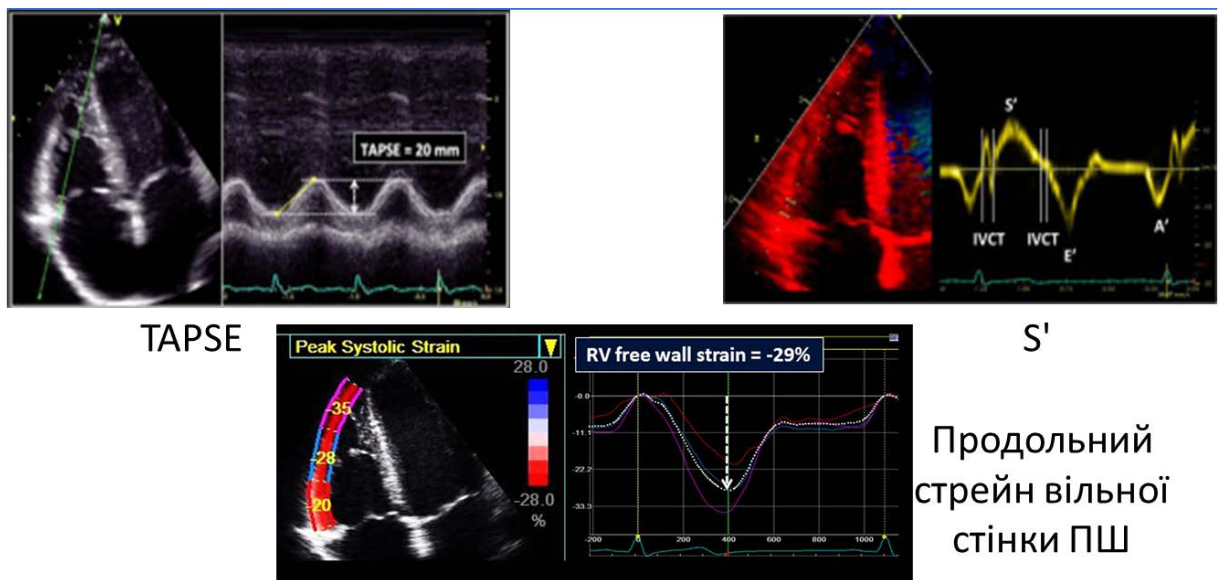 TAPSE = 20 mm
S'
IVCT
IVCT
E'
A'
TAPSE
S'
Peak Systolic Strain
28.0
-28.0
%
-35
-28
-20
RV free wall strain = -29%
-0.0
-11.1
-22.2
-33.3
-200
0
200
400
600
800
1000
Продольний
стрейн вільної
стінки ПШ